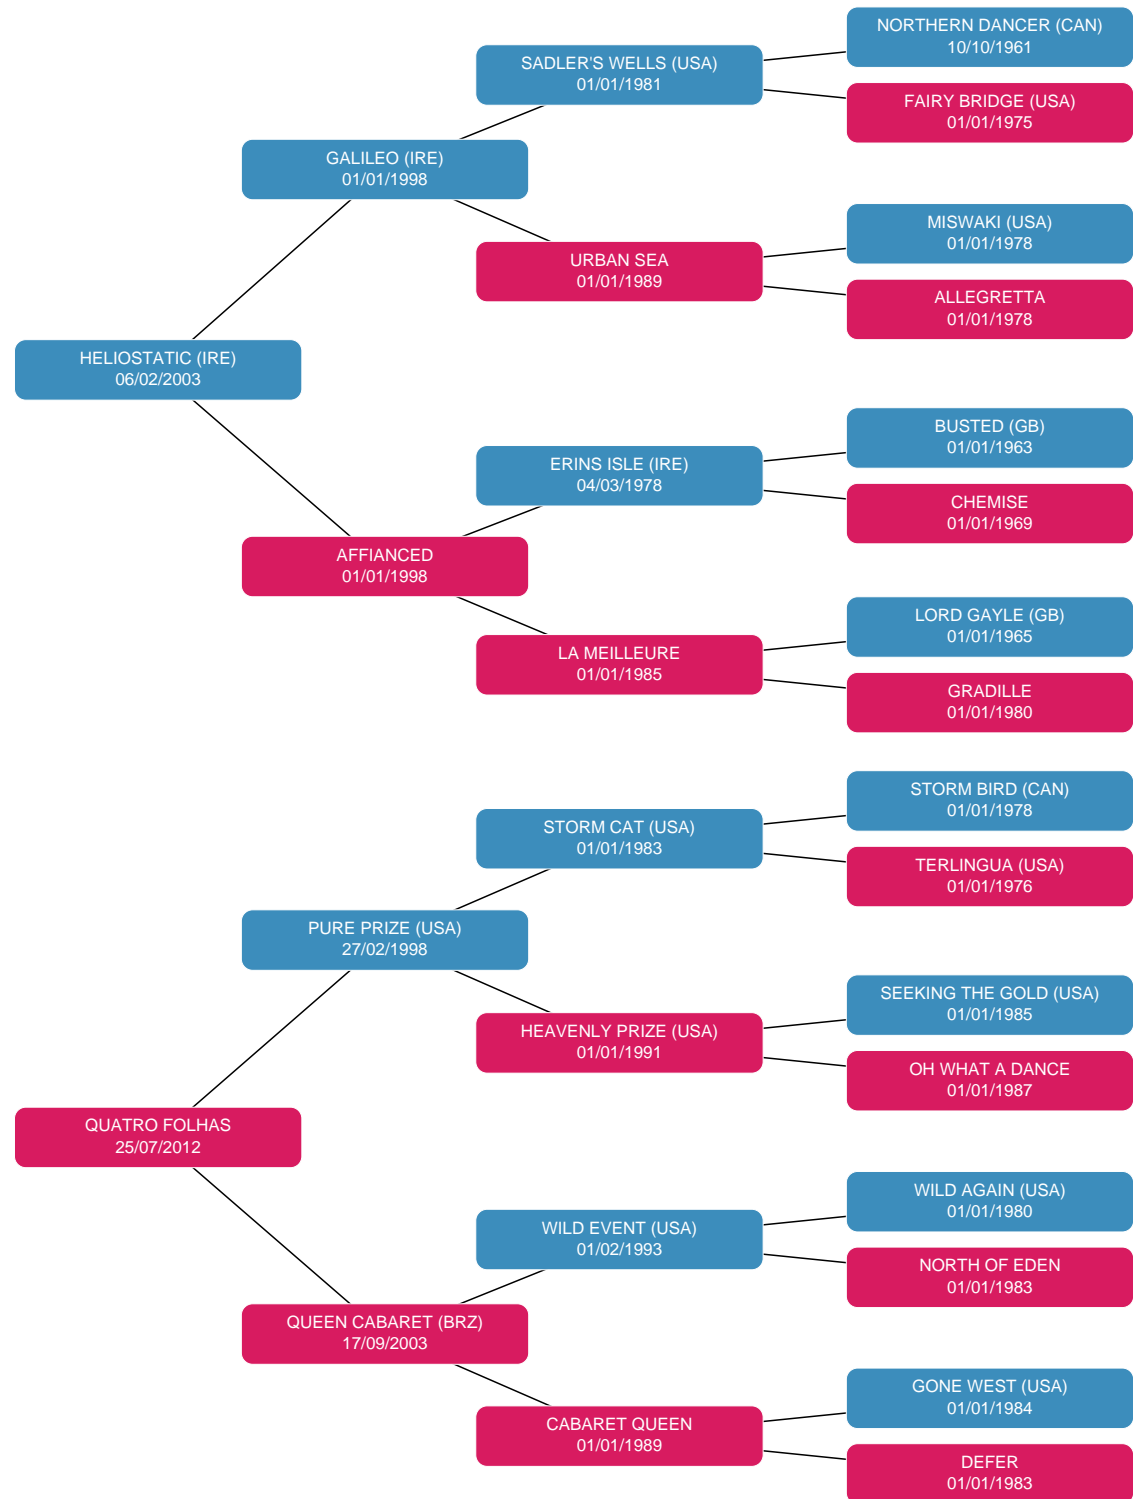 NORTHERN DANCER (CAN)
10/10/1961
SADLER'S WELLS (USA)
01/01/1981
FAIRY BRIDGE (USA)
01/01/1975
GALILEO (IRE)
01/01/1998
MISWAKI (USA)
01/01/1978
URBAN SEA
01/01/1989
ALLEGRETTA
01/01/1978
HELIOSTATIC (IRE)
06/02/2003
BUSTED (GB)
01/01/1963
ERINS ISLE (IRE)
04/03/1978
CHEMISE
01/01/1969
AFFIANCED
01/01/1998
LORD GAYLE (GB)
01/01/1965
LA MEILLEURE
01/01/1985
GRADILLE
01/01/1980
STORM BIRD (CAN)
01/01/1978
STORM CAT (USA)
01/01/1983
TERLINGUA (USA)
01/01/1976
PURE PRIZE (USA)
27/02/1998
SEEKING THE GOLD (USA)
01/01/1985
HEAVENLY PRIZE (USA)
01/01/1991
OH WHAT A DANCE
01/01/1987
QUATRO FOLHAS
25/07/2012
WILD AGAIN (USA)
01/01/1980
WILD EVENT (USA)
01/02/1993
NORTH OF EDEN
01/01/1983
QUEEN CABARET (BRZ)
17/09/2003
GONE WEST (USA)
01/01/1984
CABARET QUEEN
01/01/1989
DEFER
01/01/1983